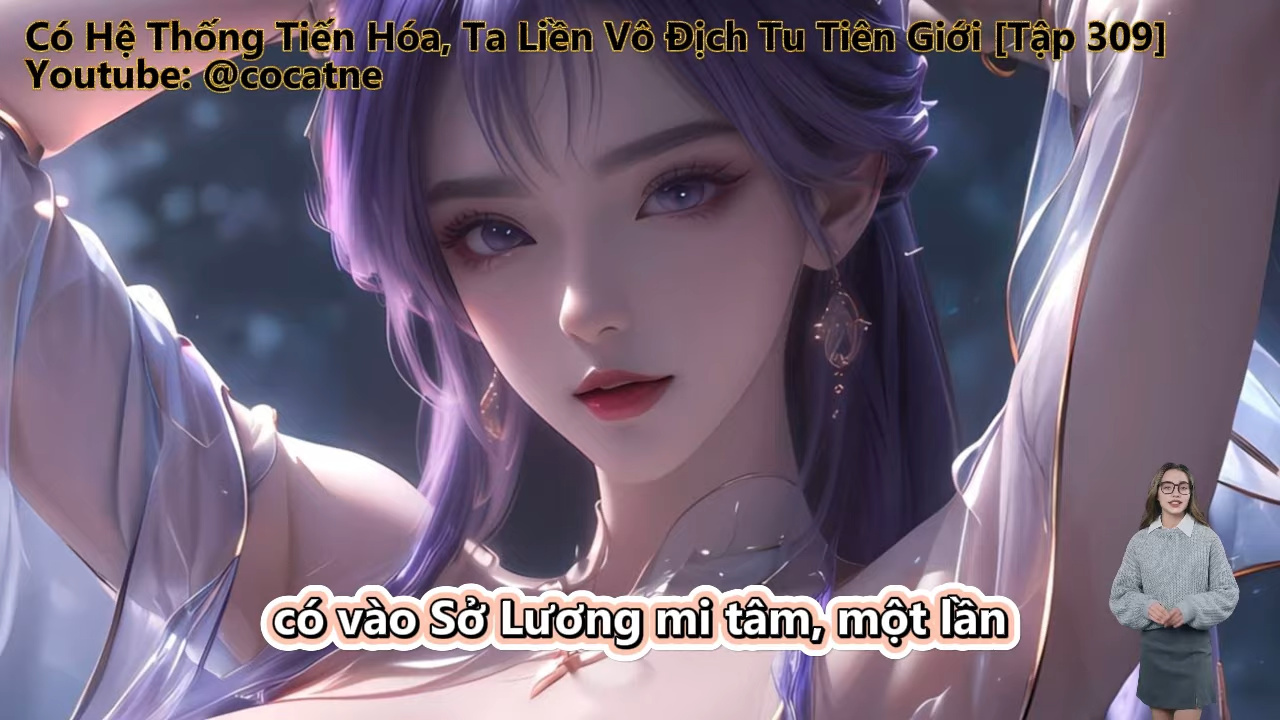 Có Hệ Thống Tiến Hóa, Ta Liền Vô Địch Tu Tiên Giới [Tập 309]
Youtube: @cocatne
có vào Sở Lương mi tâm, một lần